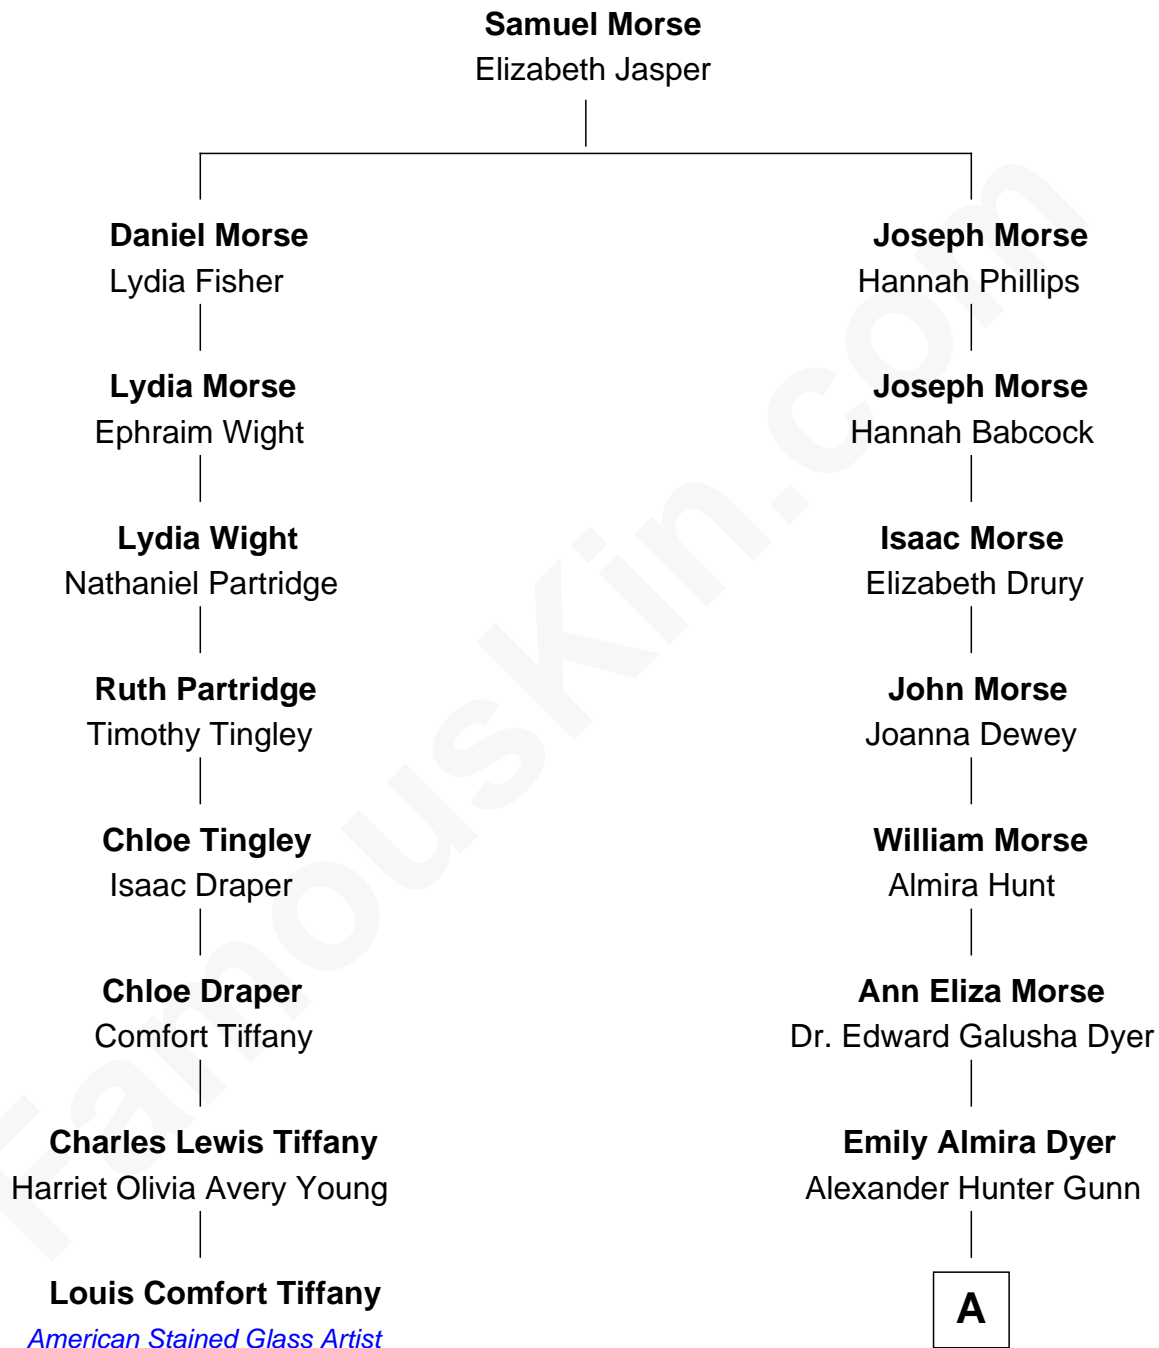 Samuel Morse
Elizabeth Jasper
Daniel Morse
Lydia Fisher
Lydia Morse
Ephraim Wight
Lydia Wight
Nathaniel Partridge
Ruth Partridge
Timothy Tingley
Chloe Tingley
Isaac Draper
Chloe Draper
Comfort Tiffany
Charles Lewis Tiffany
Harriet Olivia Avery Young
Louis Comfort Tiffany
American Stained Glass Artist
Joseph Morse
Hannah Phillips
Joseph Morse
Hannah Babcock
Isaac Morse
Elizabeth Drury
John Morse
Joanna Dewey
William Morse
Almira Hunt
Ann Eliza Morse
Dr. Edward Galusha Dyer
Emily Almira Dyer
Alexander Hunter Gunn
A
FamousKin.com